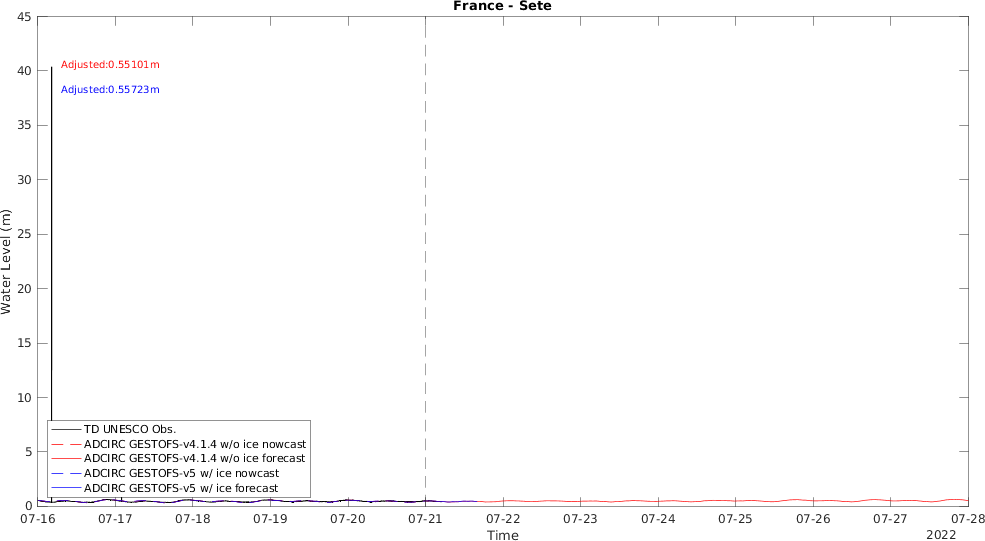 France - Sete
Adjusted:0.55101m
Adjusted:0.55723m
Water Level (m)
45
40
35
30
25
20
15
10
5
0
TD UNESCO Obs.
ADCIRC GESTOFS-v4.1.4 w/o ice nowcast
ADCIRC GESTOFS-v4.1.4 w/o ice forecast
ADCIRC GESTOFS-v5 w/ ice nowcast
ADCIRC GESTOFS-v5 w/ ice forecast
07-16 07-17 07-18 07-19 07-20 07-21 07-22 07-23 07-24 07-25 07-26 07-27 07-28
Time
2022